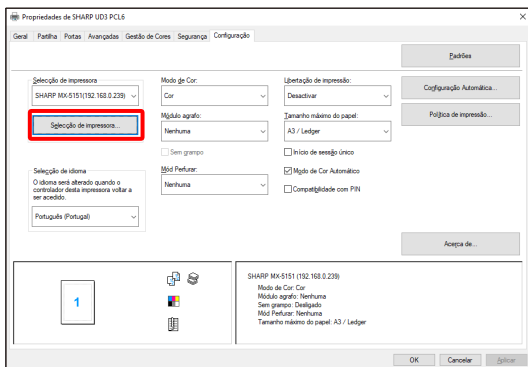 Propriedades de SHARP UD3 PCL6
Geral Partilha Portas Avançadas Gestão de Cores Segurança Configuração
Padrões
Selecção de impressora
SHARP MX-5151(192.168.0.239)
Selecção de impressora...
Modo de Cor:
Cor
Módulo agrafo:
Nenhuma
Sem grampo
Mód Perfurar:
Nenhuma
Libertação de impressão:
Desactivar
Tamanho máximo do papel:
A3 / Ledger
Início de sessão único
Modo de Cor Automático
Compatibilidade com PIN
Configuração Automática...
Política de impressão...
Selecção de idioma
O idioma será alterado quando o
controlador desta impressora voltar a
ser acedido.
Português (Portugal)
Acerca de...
1
SHARP MX-5151 (192.168.0.239)
Modo de Cor: Cor
Módulo agrafo: Nenhuma
Sem grampo: Desligado
Mód Perfurar: Nenhuma
Tamanho máximo do papel: A3 / Ledger
OK Cancelar Aplicar